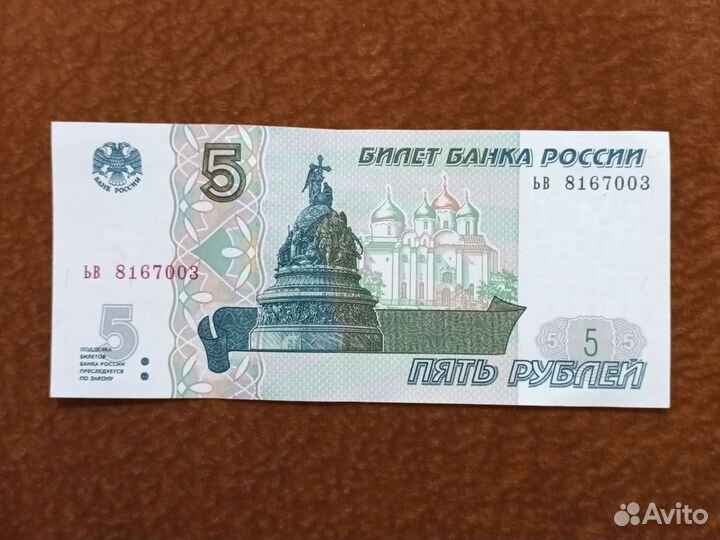 БАНК РОССИИ
5
БИЛЕТ БАНКА РОССИИ
ЬВ 8167003
ЬВ 8167003
5
ПОДДЕЛКА
БИЛЕТОВ
БАНКА РОССИИ
ПРЕСЛЕДУЕТСЯ
ПО ЗАКОНУ
5 5 5
ПЯТЬ РУБЛЕЙ
Avito